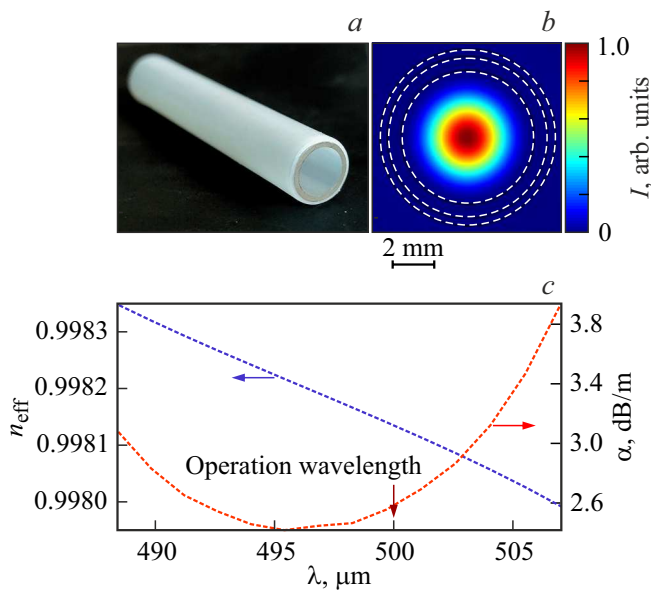 a
b
1.0
I, arb. units
0
2 mm
c
0.9983
0.9982
0.9981
0.9980
n_eff
3.8
3.4
3.0
2.6
α, dB/m
Operation wavelength
490
495
500
505
λ, μm